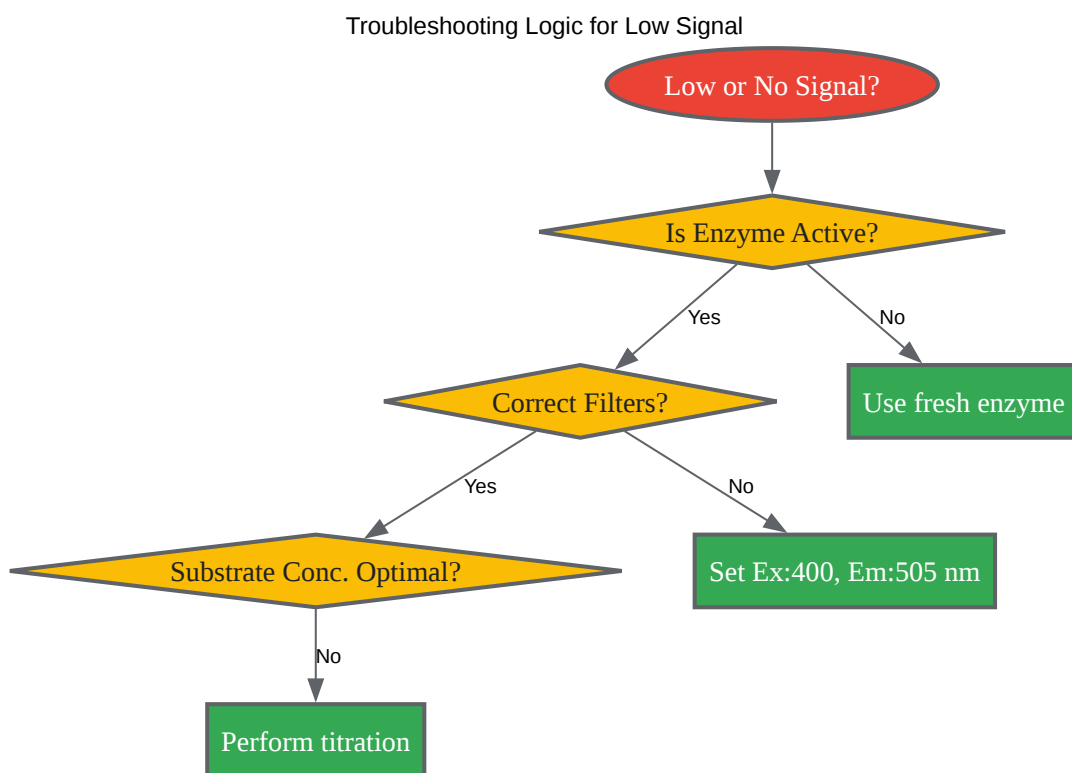 Troubleshooting Logic for Low Signal
Low or No Signal?
Is Enzyme Active?
Yes
No
Correct Filters?
Use fresh enzyme
Yes
No
Substrate Conc. Optimal?
Set Ex:400, Em:505 nm
No
Perform titration